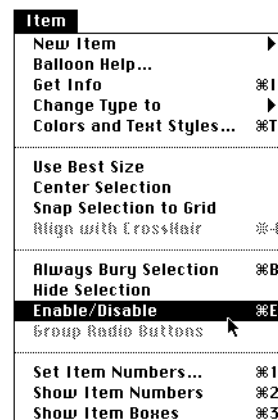 Item
New Item
Balloon Help...
Get Info ⌘I
Change Type to
Colors and Text Styles... ⌘T
Use Best Size
Center Selection
Snap Selection to Grid
Align with CrossHair
Always Bury Selection ⌘B
Hide Selection
Enable/Disable ⌘E
Group Radio Buttons
Set Item Numbers... ⌘1
Show Item Numbers ⌘2
Show Item Boxes ⌘3